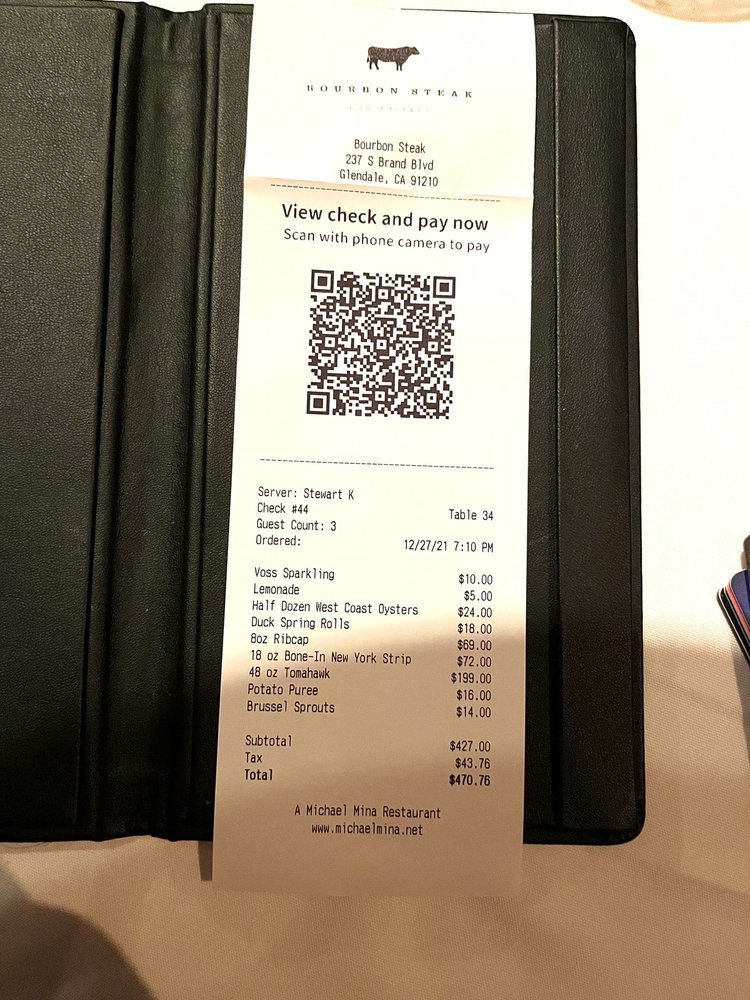 BOURBON STEAK
LOS ANGELES
Bourbon Steak
237 S Brand Blvd
Glendale, CA 91210
View check and pay now
Scan with phone camera to pay
Server: Stewart K
Check #44 Table 34
Guest Count: 3
Ordered: 12/27/21 7:10 PM
Voss Sparkling $10.00
Lemonade $5.00
Half Dozen West Coast Oysters $24.00
Duck Spring Rolls $18.00
8oz Ribcap $69.00
18 oz Bone-In New York Strip $72.00
48 oz Tomahawk $199.00
Potato Puree $16.00
Brussel Sprouts $14.00
Subtotal $427.00
Tax $43.76
Total $470.76
A Michael Mina Restaurant
www.michaelmina.net